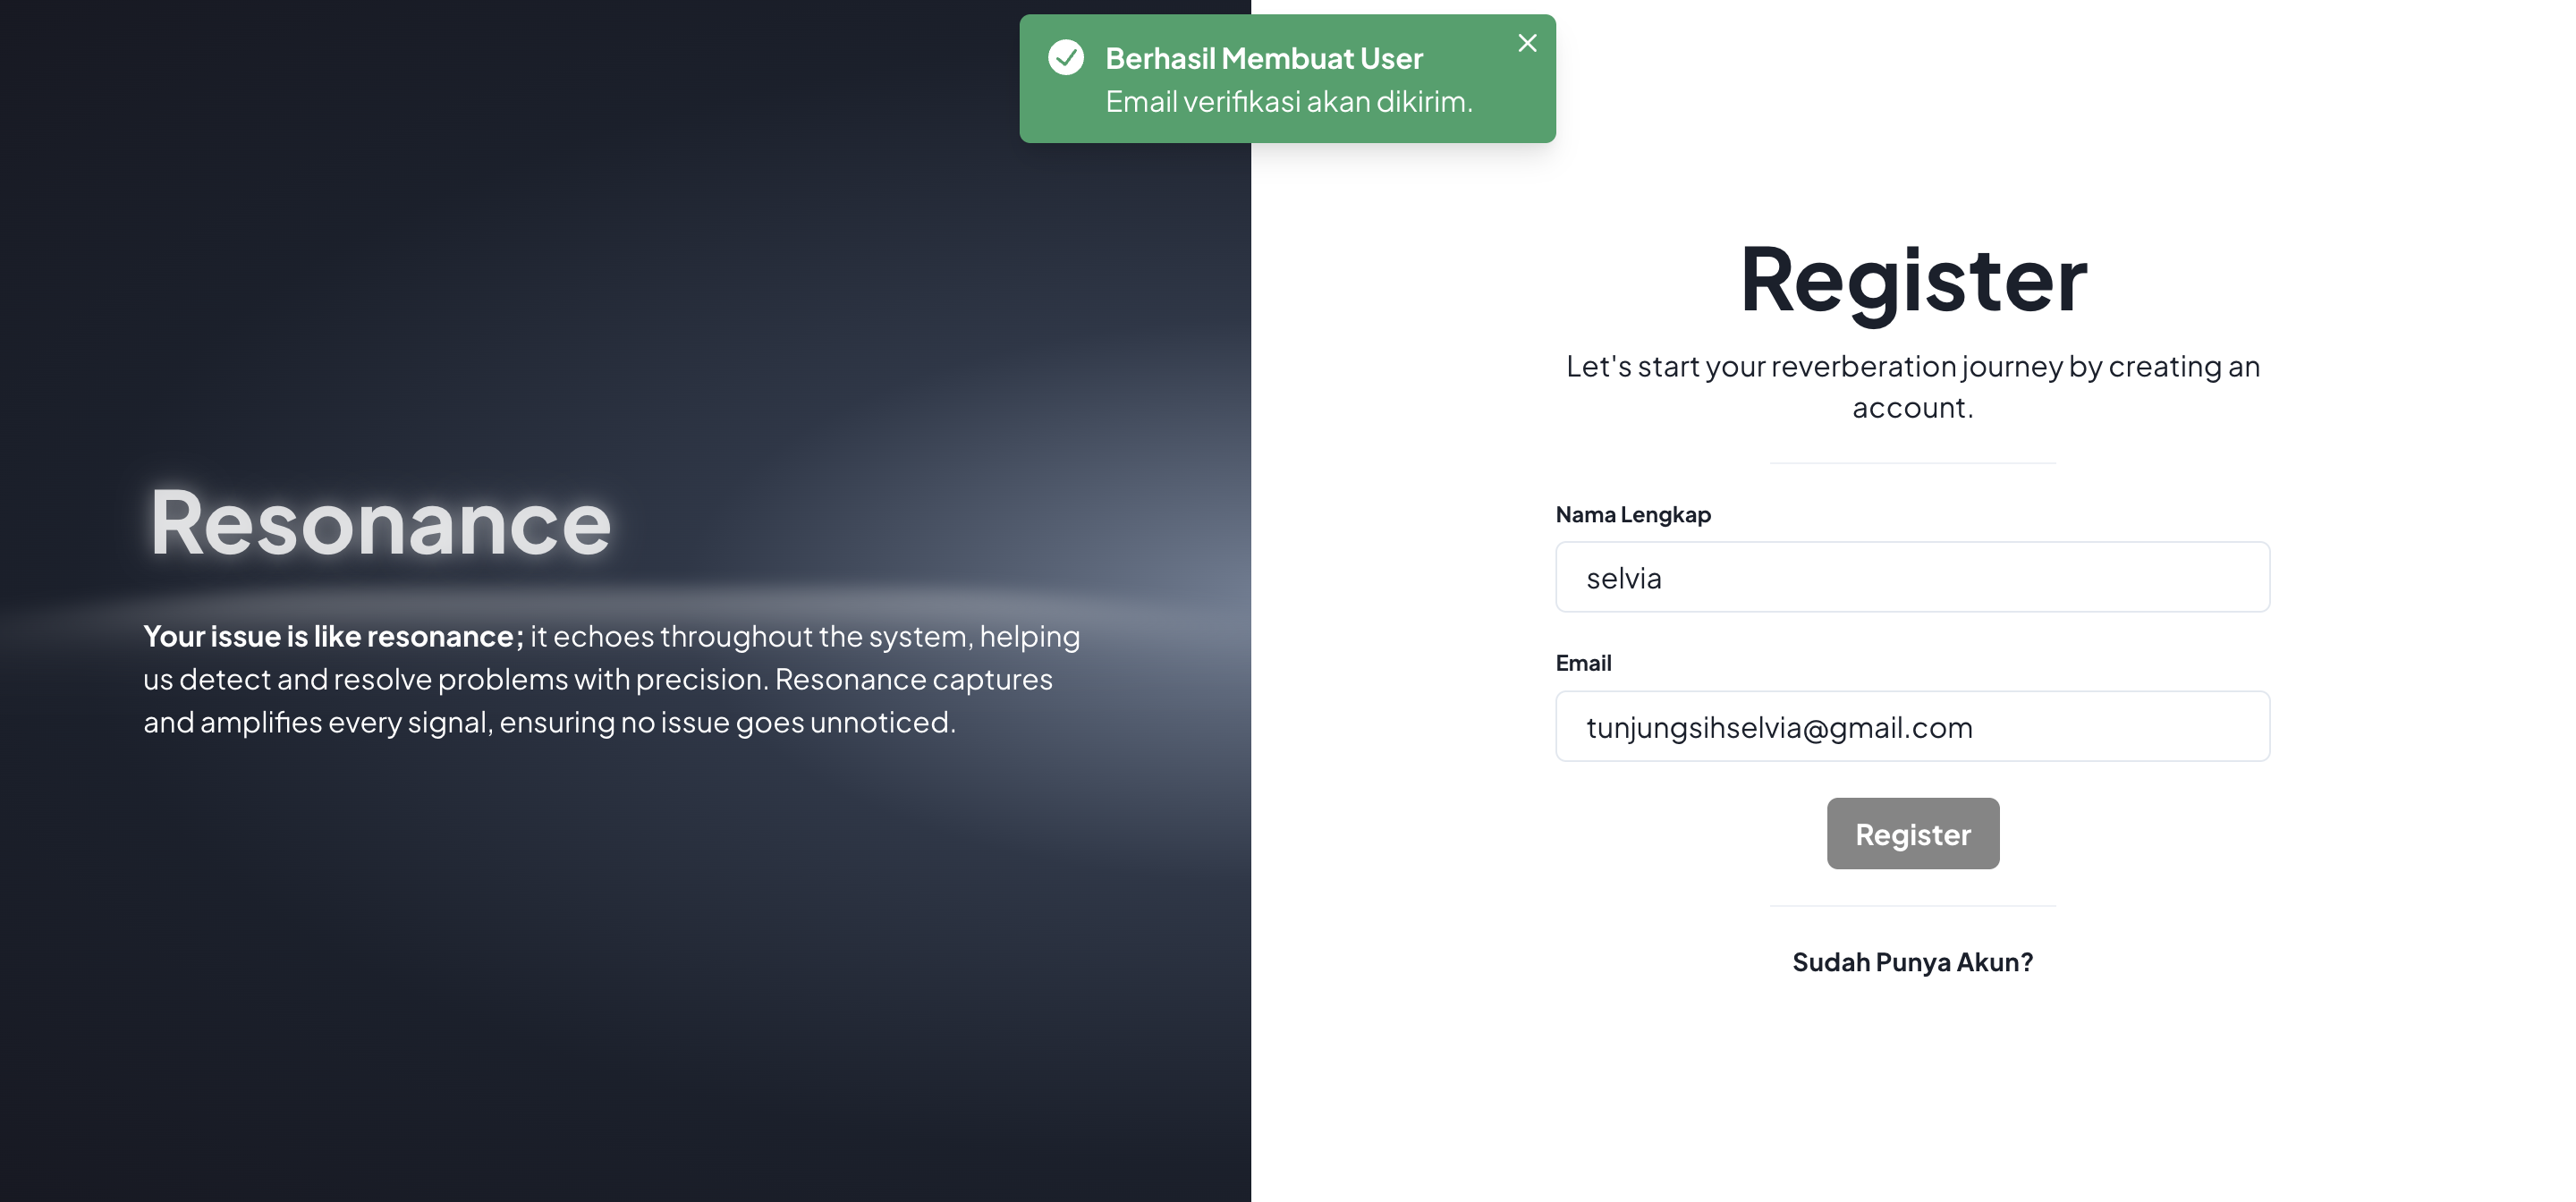 Berhasil Membuat User
Email verifikasi akan dikirim.
Resonance
Your issue is like resonance; it echoes throughout the system, helping
us detect and resolve problems with precision. Resonance captures
and amplifies every signal, ensuring no issue goes unnoticed.
Register
Let's start your reverberation journey by creating an
account.
Nama Lengkap
selvia
Email
tunjungsihselvia@gmail.com
Register
Sudah Punya Akun?